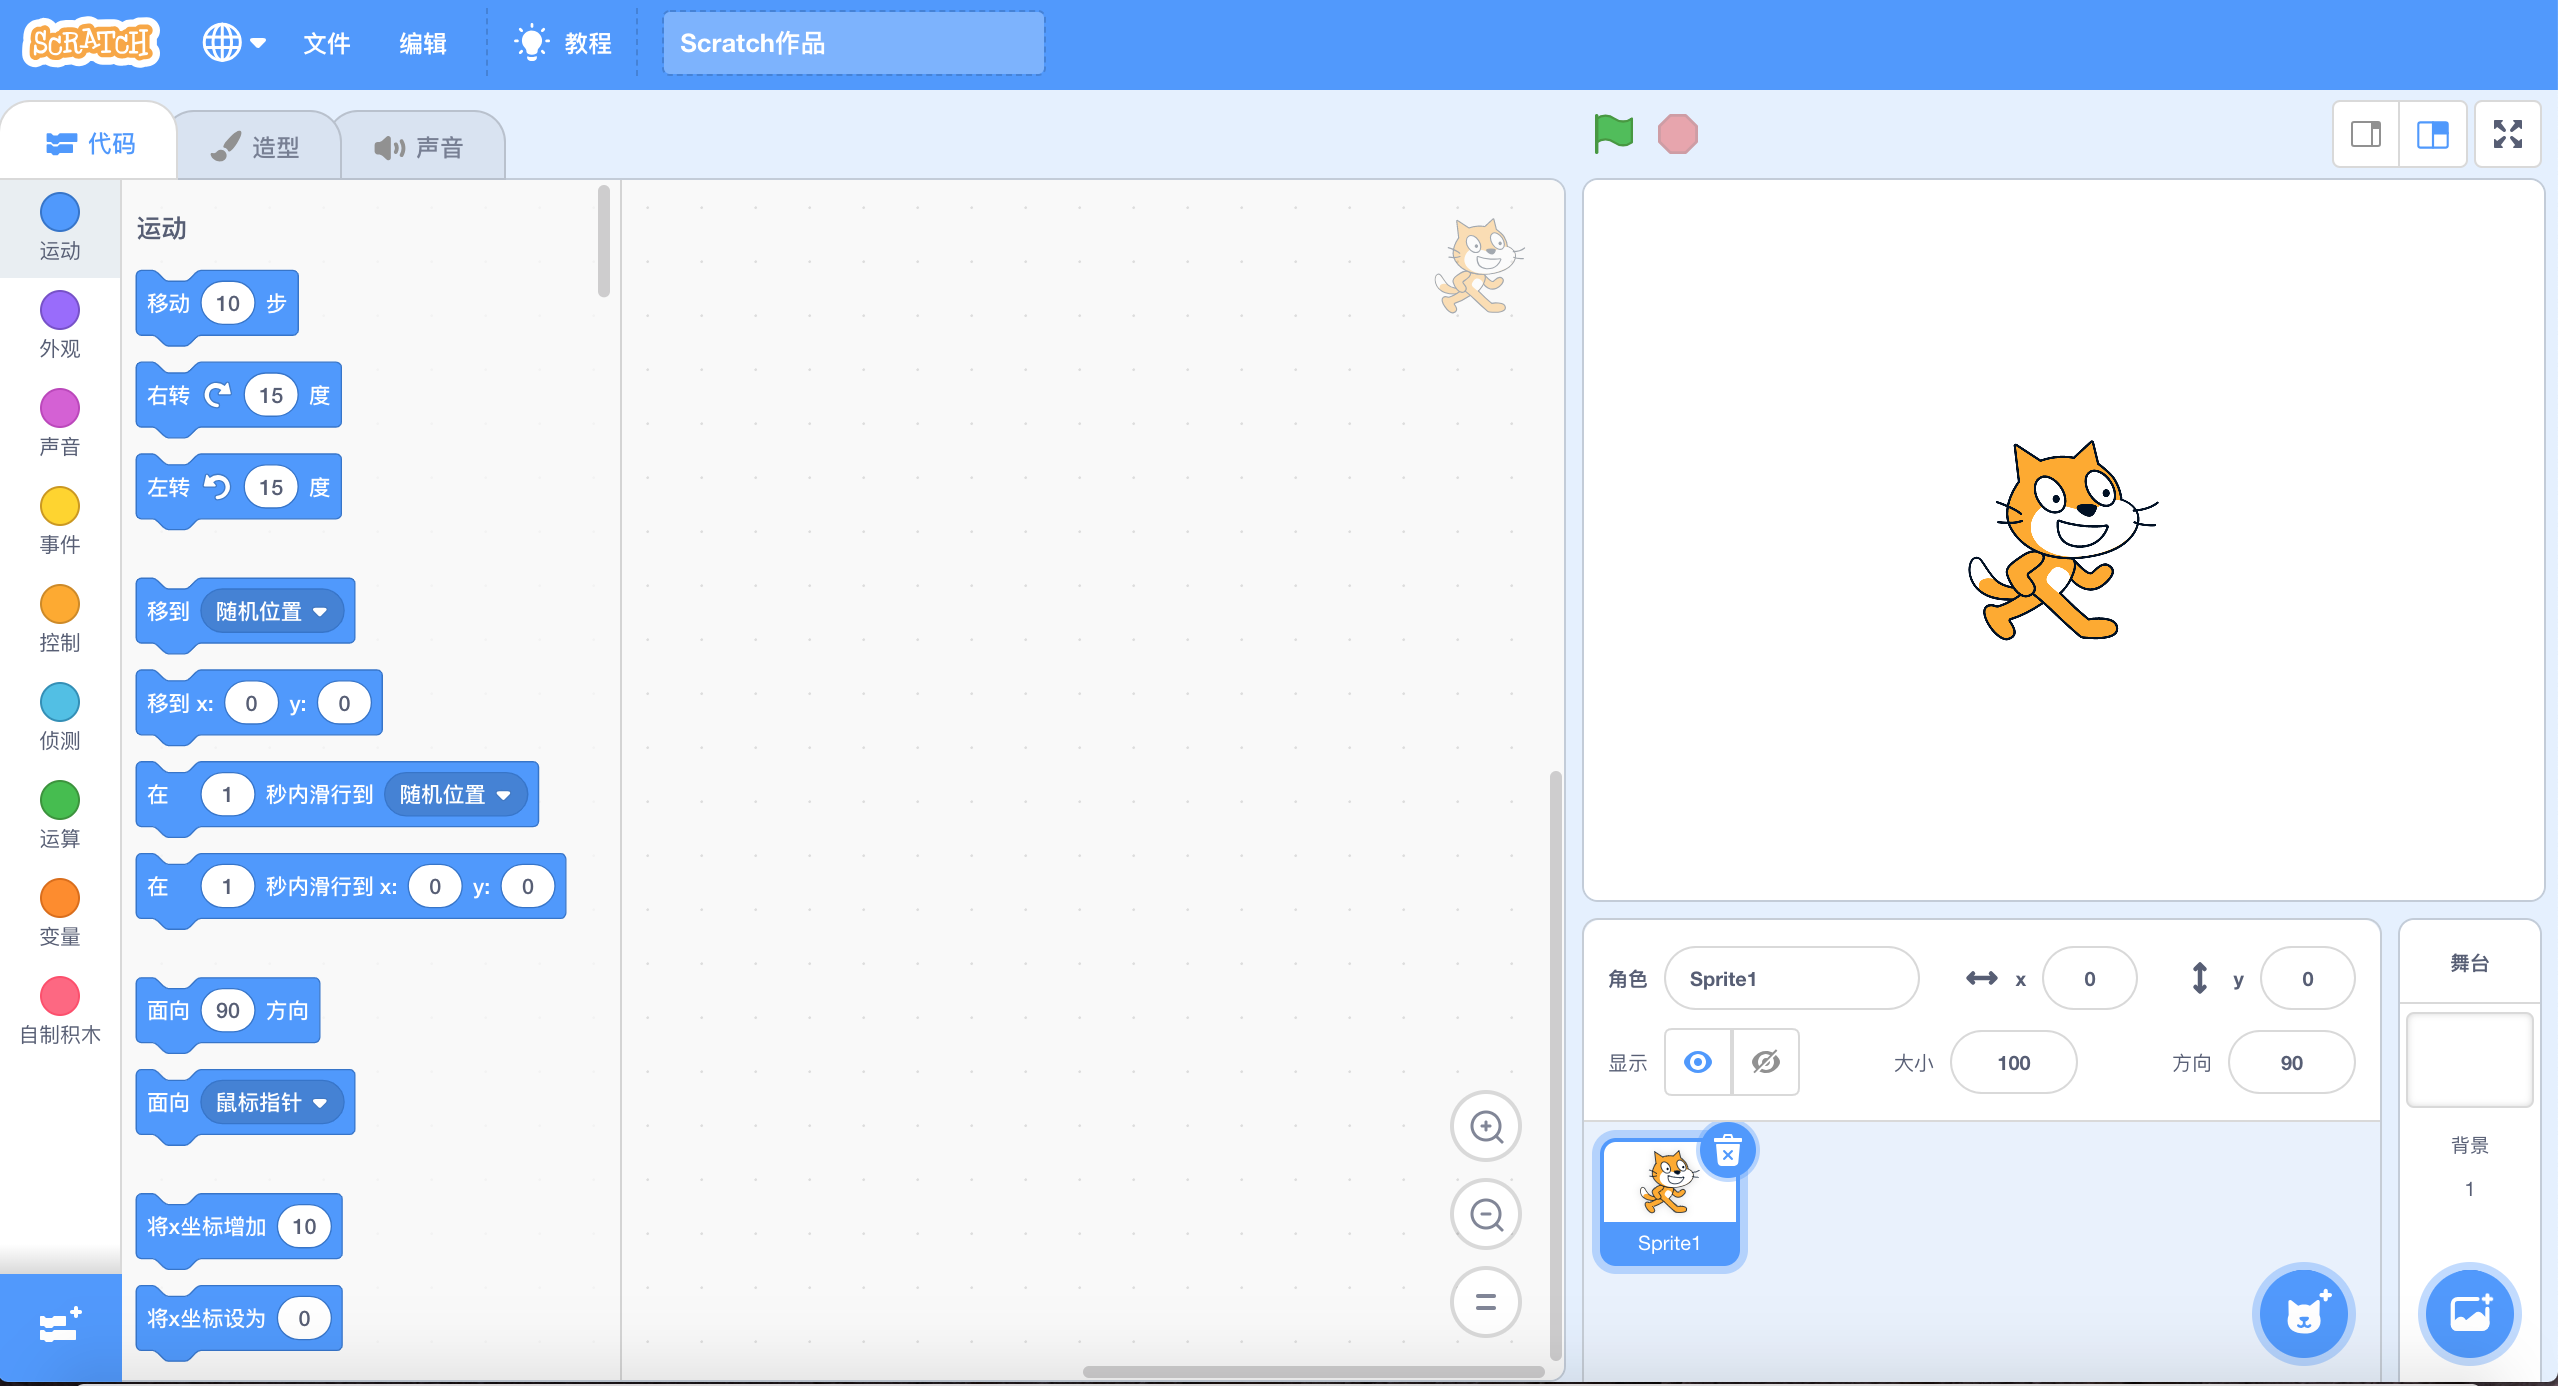 SCRATCH 文件 编辑 教程 Scratch作品
代码 造型 声音
运动
外观
声音
事件
控制
侦测
运算
变量
自制积木
运动
移动 10 步
右转 15 度
左转 15 度
移到 随机位置
移到 x: 0 y: 0
在 1 秒内滑行到 随机位置
在 1 秒内滑行到 x: 0 y: 0
面向 90 方向
面向 鼠标指针
将x坐标增加 10
将x坐标设为 0
角色 Sprite1 x 0 y 0
显示 大小 100 方向 90
Sprite1
舞台
背景
1